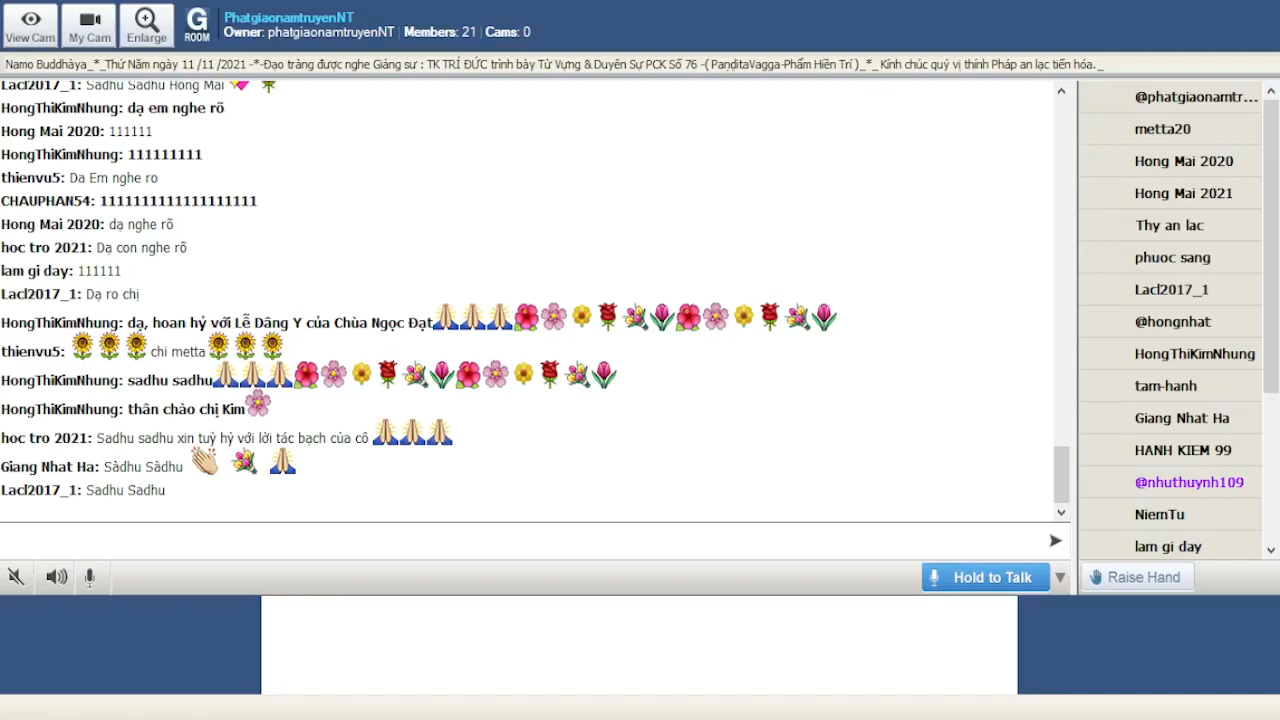 View Cam
My Cam
Enlarge
G
ROOM
PhatgiaonamtruyenNT
Owner: phatgiaonamtruyenNT | Members: 21 | Cams: 0
Namo Buddhàya_*_Thứ Năm ngày 11 /11 /2021 -*-Đạo tràng được nghe Giảng sư : TK TRÍ ĐỨC trình bày Từ Vựng & Duyên Sự PCK Số 76 -( PaṇḍitaVagga-Phẩm Hiền Trí )_*_ Kính chúc quý vị thính Pháp an lạc tiến hóa._
Lacl2017_1: Sadhu Sadhu Hong Mai
HongThiKimNhung: dạ em nghe rõ
Hong Mai 2020: 111111
HongThiKimNhung: 111111111
thienvu5: Da Em nghe ro
CHAUPHAN54: 1111111111111111111
Hong Mai 2020: dạ nghe rõ
hoc tro 2021: Dạ con nghe rõ
lam gi day: 111111
Lacl2017_1: Dạ ro chị
HongThiKimNhung: dạ, hoan hỷ với Lễ Dâng Y của Chùa Ngọc Đạt🙏🙏🙏🌺🌸🌼🌹💐🌷🌺🌸🌼🌹💐🌷
thienvu5: 🌻🌻🌻 chi metta 🌻🌻🌻
HongThiKimNhung: sadhu sadhu🙏🙏🙏🌺🌸🌼🌹💐🌷🌺🌸🌼🌹💐🌷
HongThiKimNhung: thân chào chị Kim🌸
hoc tro 2021: Sadhu sadhu xin tuỳ hỷ với lời tác bạch của cô 🙏🙏🙏
Giang Nhat Ha: Sàdhu Sàdhu 👏 💐 🙏
Lacl2017_1: Sadhu Sadhu
@phatgiaonamtr...
metta20
Hong Mai 2020
Hong Mai 2021
Thy an lac
phuoc sang
Lacl2017_1
@hongnhat
HongThiKimNhung
tam-hanh
Giang Nhat Ha
HANH KIEM 99
@nhuthuynh109
NiemTu
lam gi day
Hold to Talk
Raise Hand